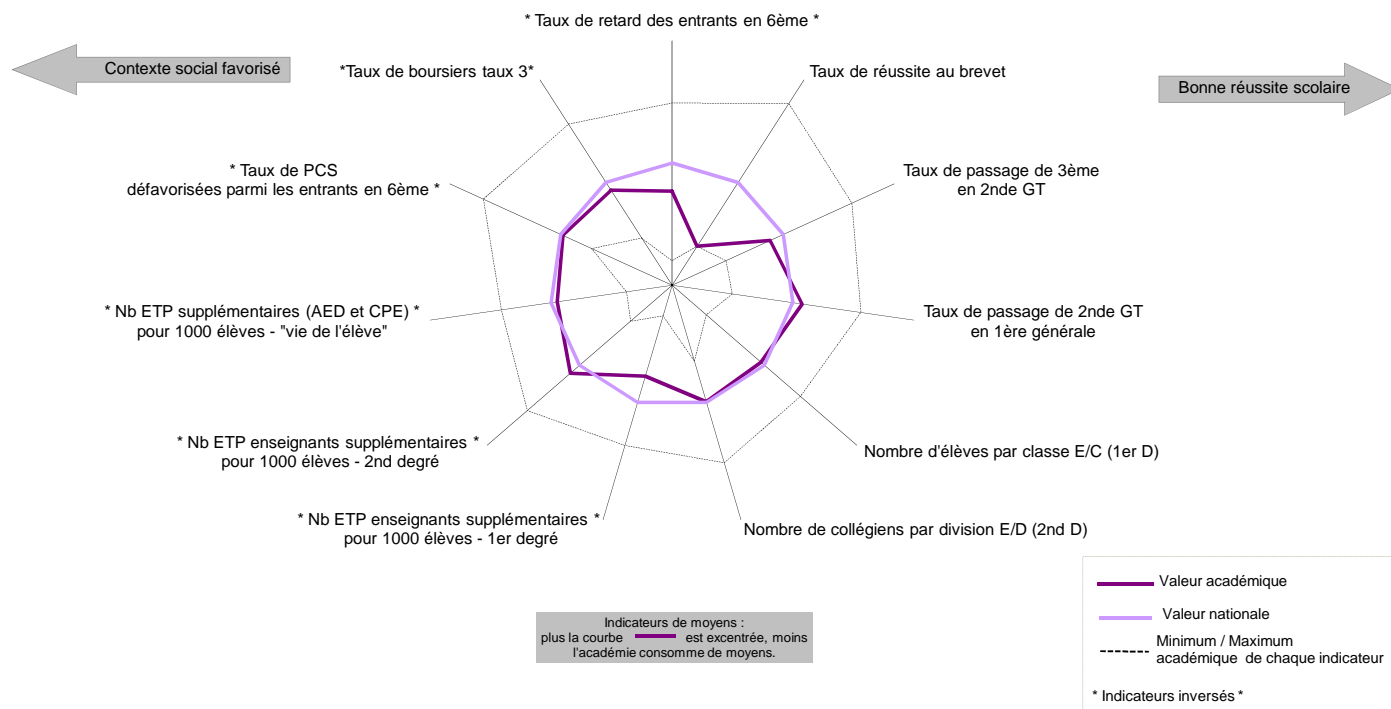 * Taux de retard des entrants en 6ème *
Contexte social favorisé
*Taux de boursiers taux 3*
Taux de réussite au brevet
Bonne réussite scolaire
* Taux de PCS
défavorisées parmi les entrants en 6ème *
Taux de passage de 3ème
en 2nde GT
* Nb ETP supplémentaires (AED et CPE) *
pour 1000 élèves - "vie de l'élève"
Taux de passage de 2nde GT
en 1ère générale
* Nb ETP enseignants supplémentaires *
pour 1000 élèves - 2nd degré
Nombre d'élèves par classe E/C (1er D)
* Nb ETP enseignants supplémentaires *
pour 1000 élèves - 1er degré
Nombre de collégiens par division E/D (2nd D)
Indicateurs de moyens :
plus la courbe est excentrée, moins
l'académie consomme de moyens.
Valeur académique
Valeur nationale
Minimum / Maximum
académique de chaque indicateur
* Indicateurs inversés *